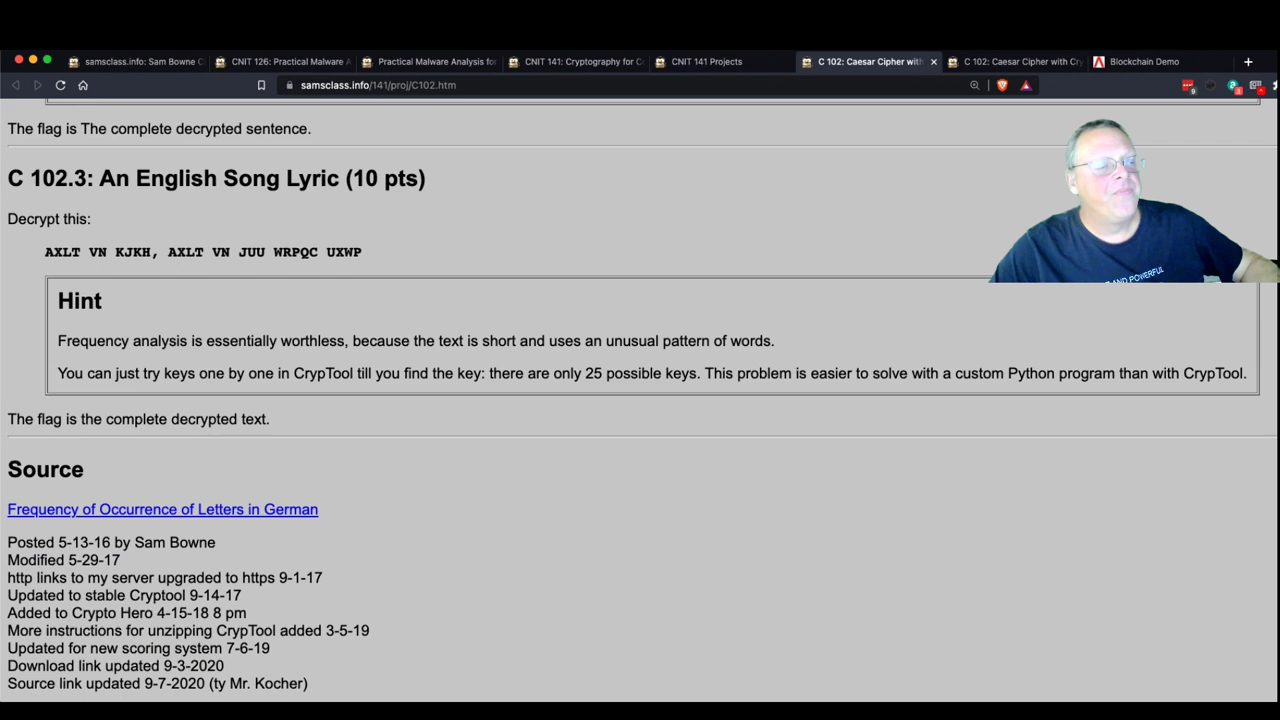 samsclass.info: Sam Bowne C
CNIT 126: Practical Malware A
Practical Malware Analysis for
CNIT 141: Cryptography for Co
CNIT 141 Projects
C 102: Caesar Cipher with
C 102: Caesar Cipher with Cry
Blockchain Demo
samsclass.info/141/proj/C102.htm
The flag is The complete decrypted sentence.
C 102.3: An English Song Lyric (10 pts)
Decrypt this:
AXLT VN KJKH, AXLT VN JUU WRPQC UXWP
AND POWERFUL
Hint
Frequency analysis is essentially worthless, because the text is short and uses an unusual pattern of words.
You can just try keys one by one in CrypTool till you find the key: there are only 25 possible keys. This problem is easier to solve with a custom Python program than with CrypTool.
The flag is the complete decrypted text.
Source
Frequency of Occurrence of Letters in German
Posted 5-13-16 by Sam Bowne
Modified 5-29-17
http links to my server upgraded to https 9-1-17
Updated to stable Cryptool 9-14-17
Added to Crypto Hero 4-15-18 8 pm
More instructions for unzipping CrypTool added 3-5-19
Updated for new scoring system 7-6-19
Download link updated 9-3-2020
Source link updated 9-7-2020 (ty Mr. Kocher)